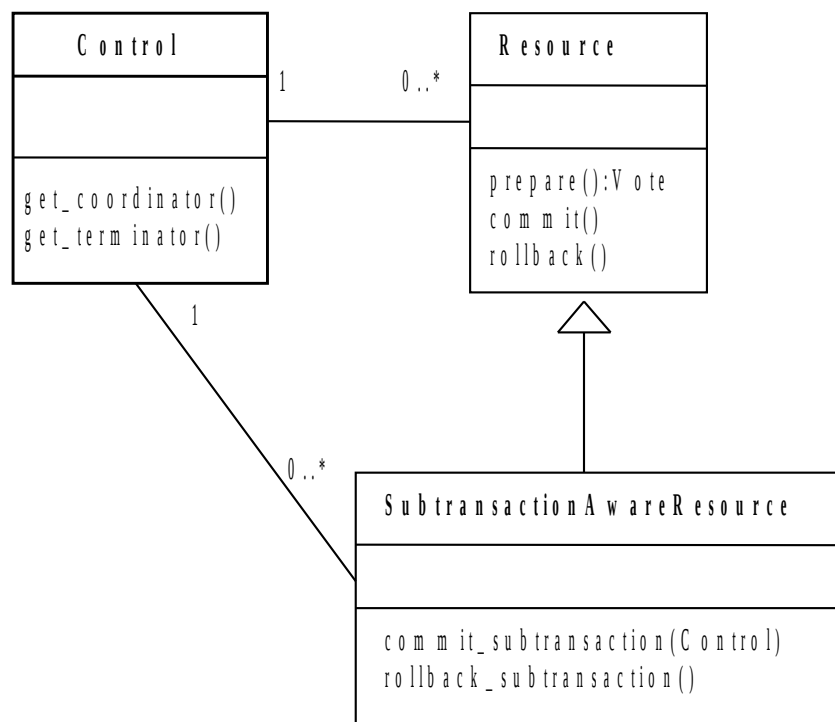 Control
Resource
1
0..*
get_coordinator()
get_terminator()
prepare():Vote
commit()
rollback()
1
0..*
SubtransactionAwareResource
commit_subtransaction(Control)
rollback_subtransaction()